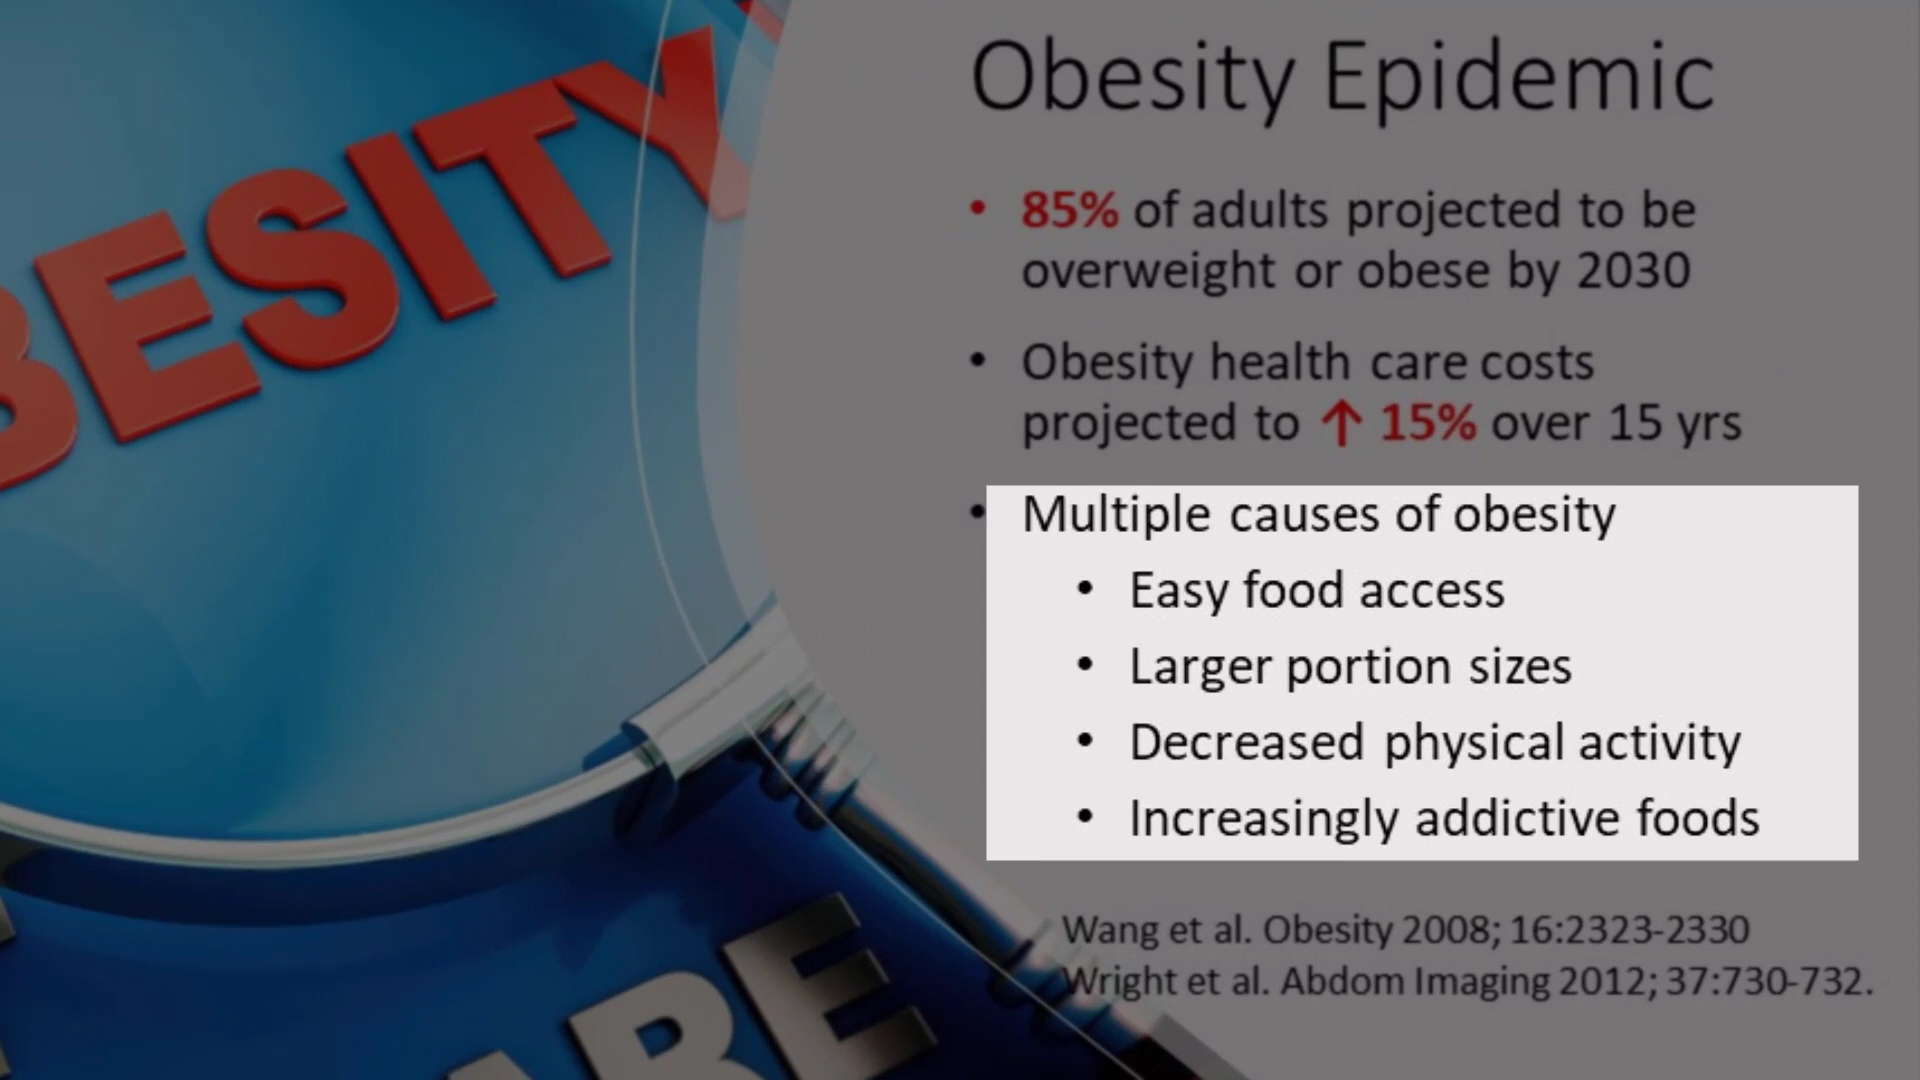 BESITY
ARE
Obesity Epidemic
• 85% of adults projected to be
overweight or obese by 2030
• Obesity health care costs
projected to ↑ 15% over 15 yrs
• Multiple causes of obesity
• Easy food access
• Larger portion sizes
• Decreased physical activity
• Increasingly addictive foods
Wang et al. Obesity 2008; 16:2323-2330
Wright et al. Abdom Imaging 2012; 37:730-732.